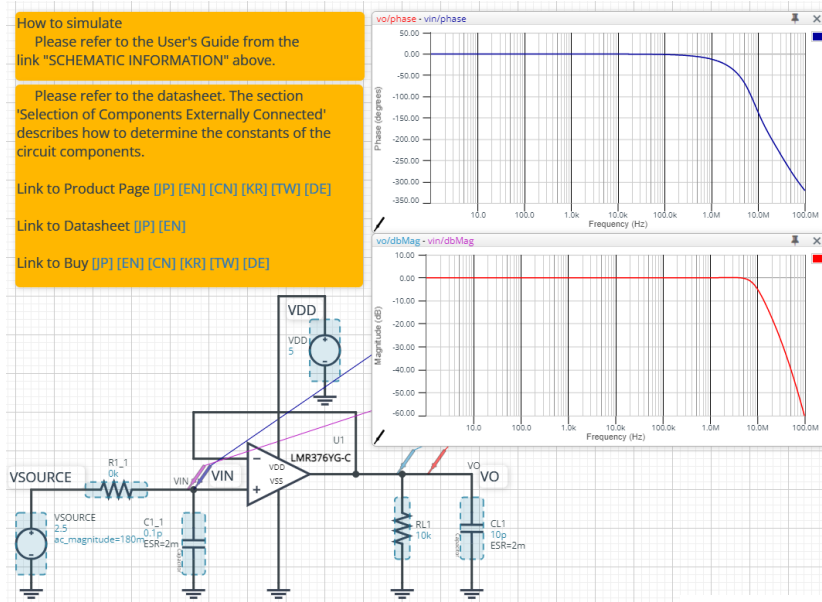 How to simulate
Please refer to the User's Guide from the
link "SCHEMATIC INFORMATION" above.
Please refer to the datasheet. The section
'Selection of Components Externally Connected'
describes how to determine the constants of the
circuit components.
Link to Product Page [JP] [EN] [CN] [KR] [TW] [DE]
Link to Datasheet [JP] [EN]
Link to Buy [JP] [EN] [CN] [KR] [TW] [DE]
vo/phase - vin/phase
50.00
0.00
-50.00
-100.00
-150.00
-200.00
-250.00
-300.00
-350.00
Phase (degrees)
10.0 100.0 1.0k 10.0k 100.0k 1.0M 10.0M 100.0M
Frequency (Hz)
vo/dbMag - vin/dbMag
10.00
0.00
-10.00
-20.00
-30.00
-40.00
-50.00
-60.00
Magnitude (dB)
10.0 100.0 1.0k 10.0k 100.0k 1.0M 10.0M 100.0M
Frequency (Hz)
VDD
VDD
5
U1
LMR376YG-C
VDD
VSS
VSOURCE
R1_1
0k
VIN
VIN
VO
VO
VSOURCE
2.5
ac_magnitude=180m
C1_1
0.1p
ESR=2m
RL1
10k
CL1
10p
ESR=2m